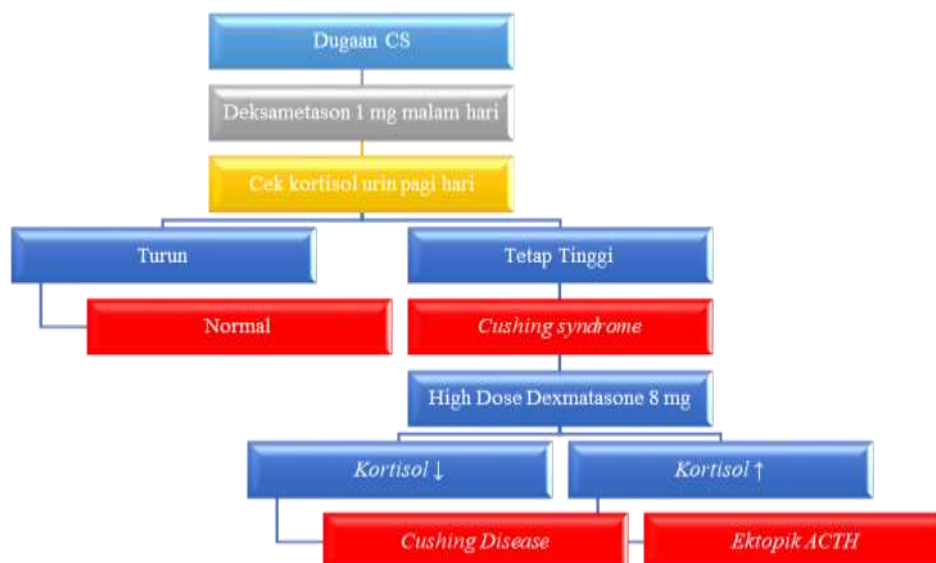 Dugaan CS
Deksametason 1 mg malam hari
Cek kortisol urin pagi hari
Turun
Tetap Tinggi
Normal
Cushing syndrome
High Dose Dexmatasone 8 mg
Kortisol ↓
Kortisol ↑
Cushing Disease
Ektopik ACTH